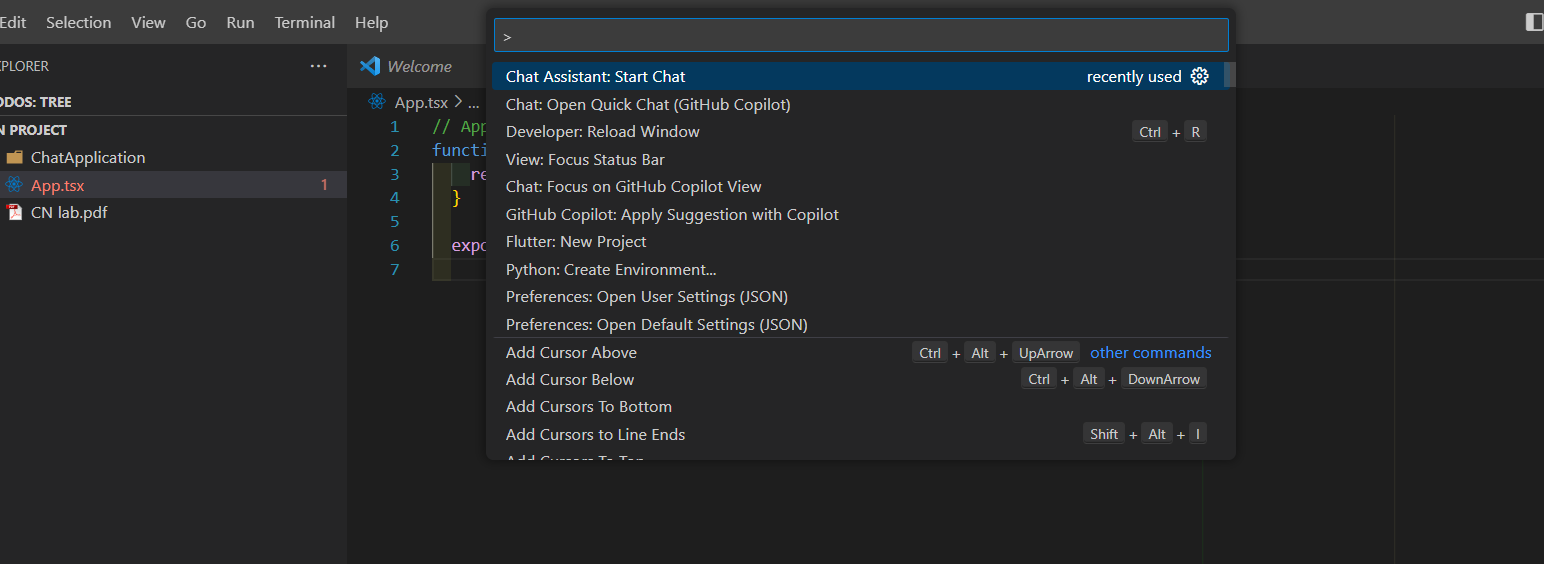 Edit Selection View Go Run Terminal Help
>
XPLORER ...
Welcome
ODOS: TREE
N PROJECT
ChatApplication
App.tsx 1
CN lab.pdf
App.tsx > ...
1 // App
2 functi
3 re
4 }
5
6 expo
7
Chat Assistant: Start Chat recently used
Chat: Open Quick Chat (GitHub Copilot)
Developer: Reload Window Ctrl + R
View: Focus Status Bar
Chat: Focus on GitHub Copilot View
GitHub Copilot: Apply Suggestion with Copilot
Flutter: New Project
Python: Create Environment...
Preferences: Open User Settings (JSON)
Preferences: Open Default Settings (JSON)
Add Cursor Above Ctrl + Alt + UpArrow other commands
Add Cursor Below Ctrl + Alt + DownArrow
Add Cursors To Bottom
Add Cursors to Line Ends Shift + Alt + I
Add Cursors To Top